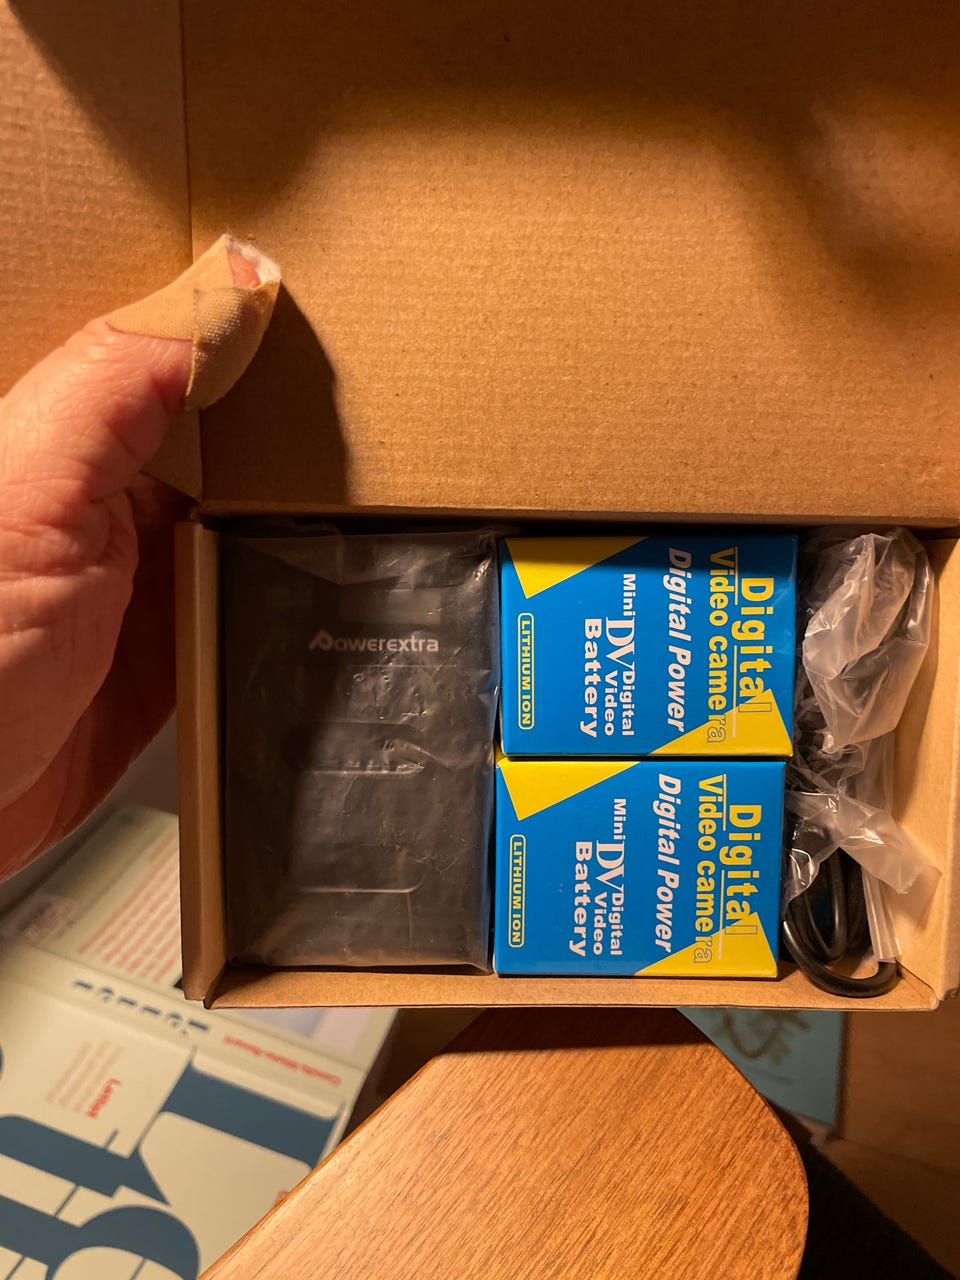 Powerextra
Digital
Video camera
Digital Power
Mini DV Digital Video
Battery
LITHIUM ION
Digital
Video camera
Digital Power
Mini DV Digital Video
Battery
LITHIUM ION